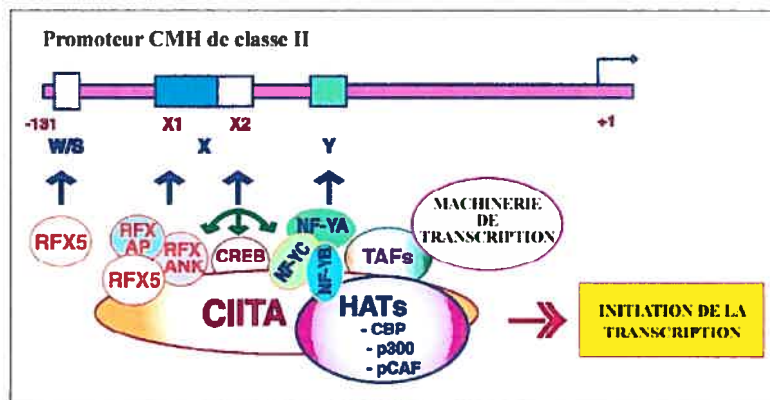 Promoteur CMH de classe II
-131
+1
X1
X2
W/S
X
Y
RFX5
RFX
AP
RFX
ANK
RFX5
CREB
NF-YA
NF-YC
NF-YB
TAFs
MACHINERIE
DE
TRANSCRIPTION
CIITA
HATs
- CBP
- p300
- pCAF
INITIATION DE LA
TRANSCRIPTION